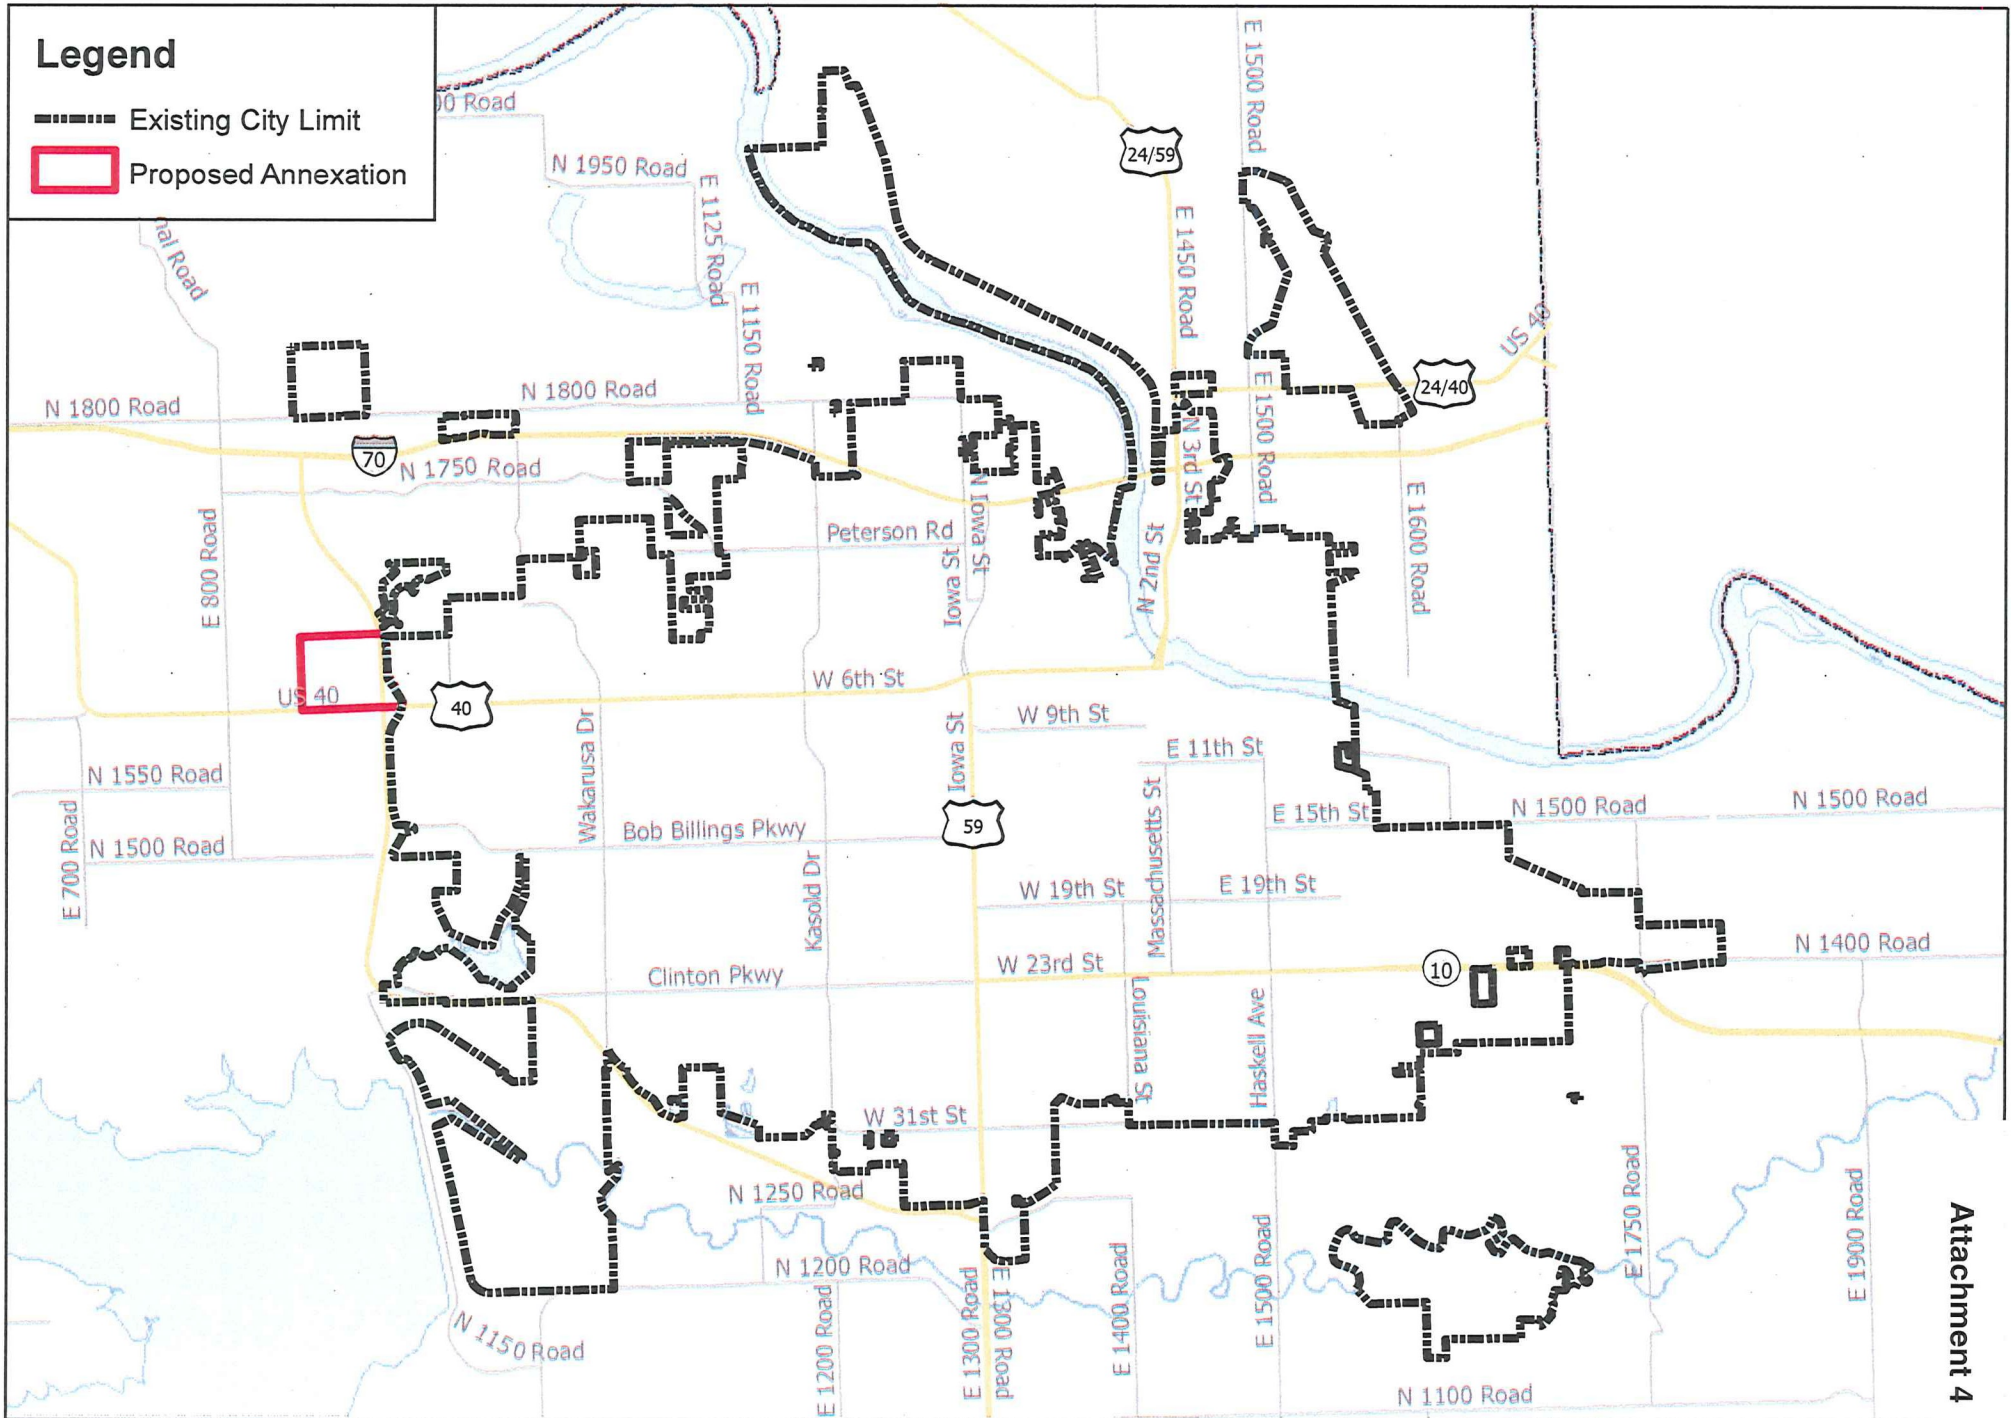 Legend
Existing City Limit
Proposed Annexation
00 Road
N 1950 Road
E 1125 Road
E 1150 Road
E 1500 Road
24/59
E 1450 Road
US 40
24/40
nal Road
N 1800 Road
N 1800 Road
70
N 1750 Road
E 800 Road
Peterson Rd
N Iowa St
Iowa St
N 3rd St
E 1500 Road
N 2nd St
E 1600 Road
US 40
40
W 6th St
W 9th St
Iowa St
E 11th St
N 1550 Road
Wakarusa Dr
59
Massachusetts St
E 15th St
N 1500 Road
N 1500 Road
E 700 Road
N 1500 Road
Bob Billings Pkwy
Kasold Dr
W 19th St
E 19th St
W 23rd St
10
N 1400 Road
Clinton Pkwy
Louisiana St
Haskell Ave
W 31st St
N 1250 Road
N 1200 Road
E 1750 Road
E 1900 Road
N 1150 Road
E 1200 Road
E 1300 Road
E 1300 Road
E 1400 Road
E 1500 Road
N 1100 Road
Attachment 4